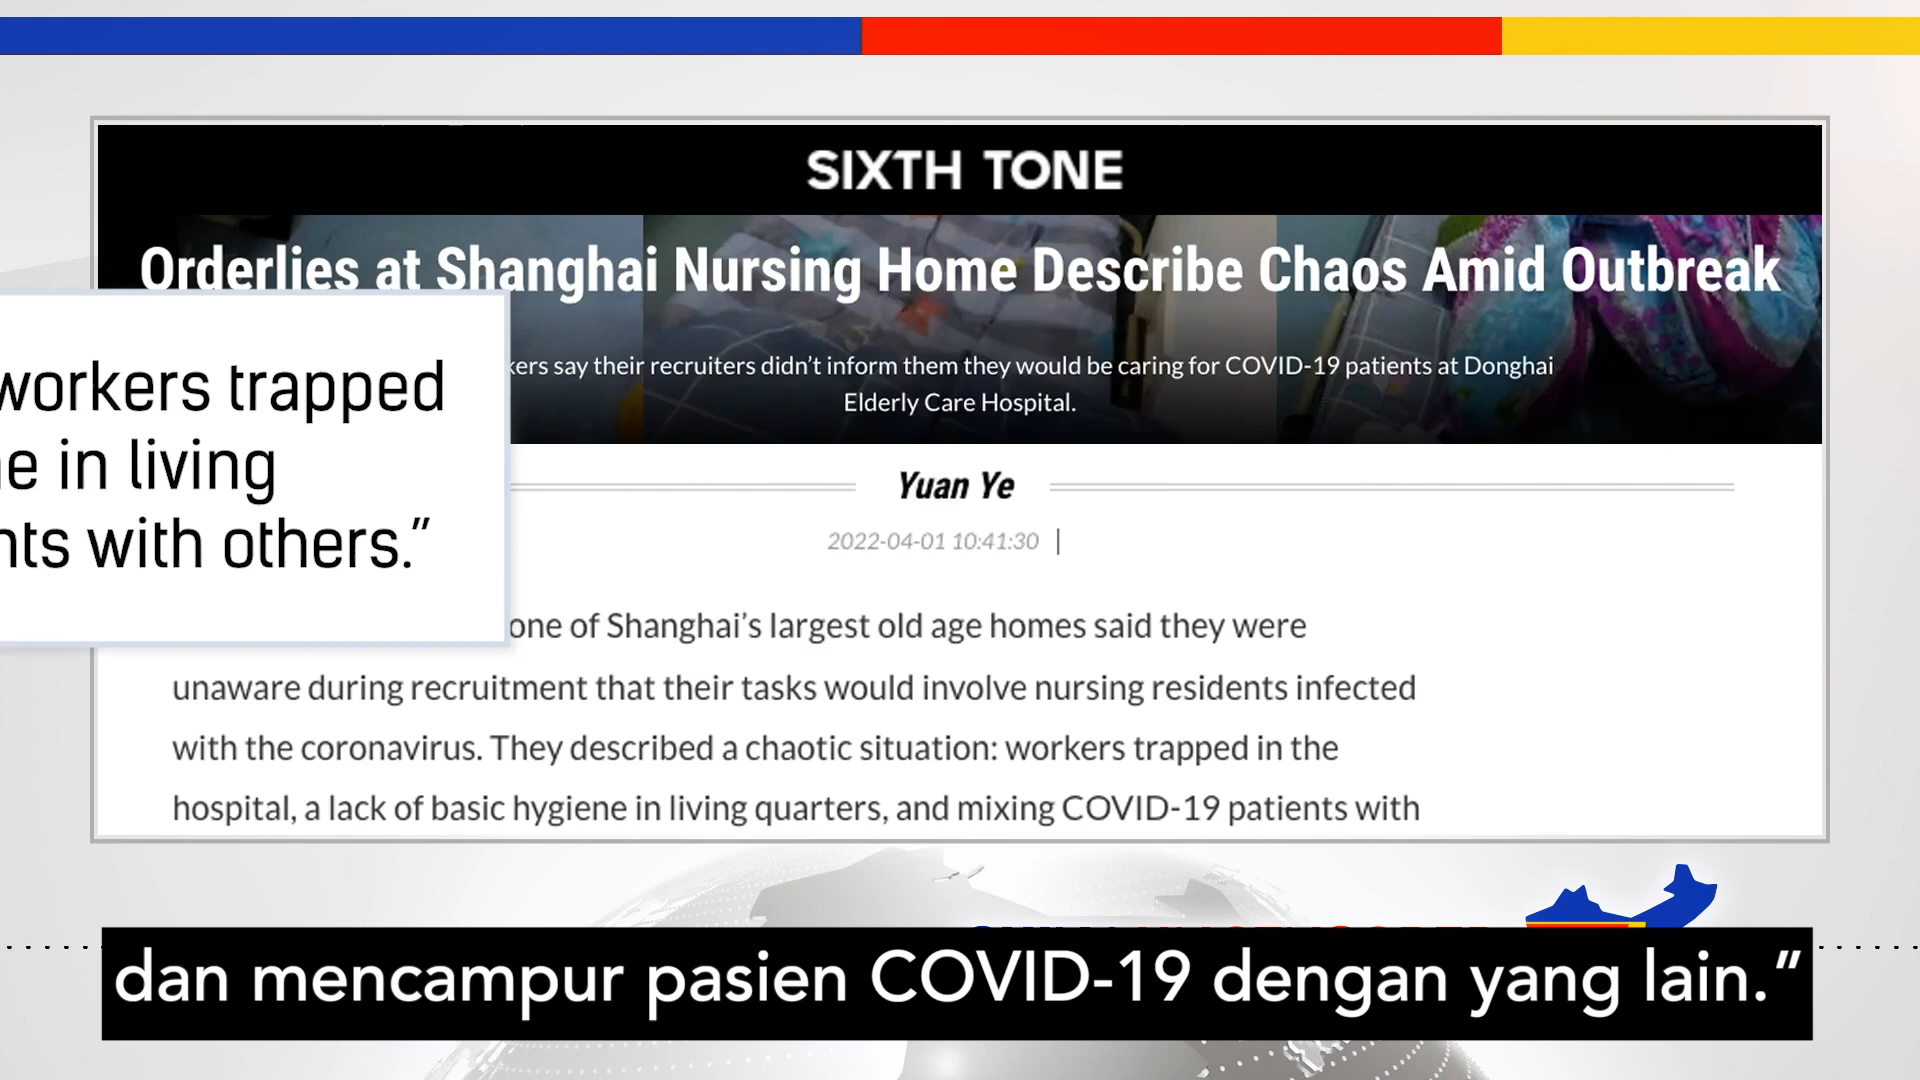 SIXTH TONE
Orderlies at Shanghai Nursing Home Describe Chaos Amid Outbreak
say their recruiters didn't inform them they would be caring for COVID-19 patients at Donghai
Elderly Care Hospital.
workers trapped
in living
with others.”
Yuan Ye
2022-04-01 10:41:30 |
one of Shanghai's largest old age homes said they were
unaware during recruitment that their tasks would involve nursing residents infected
with the coronavirus. They described a chaotic situation: workers trapped in the
hospital, a lack of basic hygiene in living quarters, and mixing COVID-19 patients with
dan mencampur pasien COVID-19 dengan yang lain.”